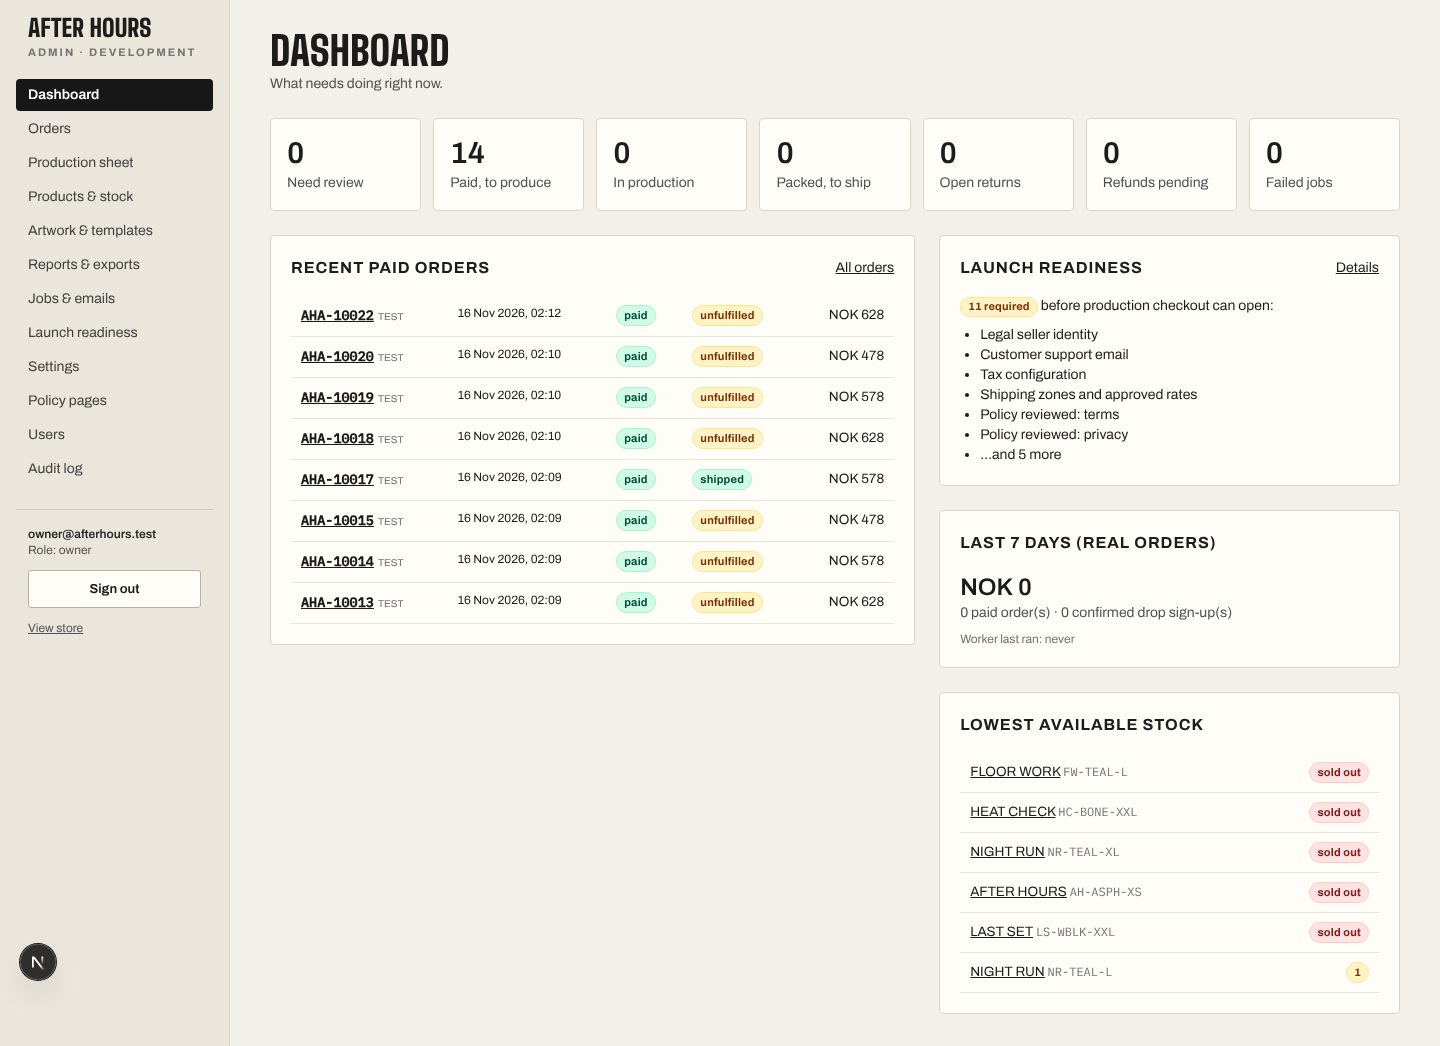 AFTER HOURS
ADMIN · DEVELOPMENT
Dashboard
Orders
Production sheet
Products & stock
Artwork & templates
Reports & exports
Jobs & emails
Launch readiness
Settings
Policy pages
Users
Audit log
owner@afterhours.test
Role: owner
Sign out
View store
N
DASHBOARD
What needs doing right now.
0
Need review
14
Paid, to produce
0
In production
0
Packed, to ship
0
Open returns
0
Refunds pending
0
Failed jobs
RECENT PAID ORDERS All orders
AHA-10022 TEST 16 Nov 2026, 02:12 paid unfulfilled NOK 628
AHA-10020 TEST 16 Nov 2026, 02:10 paid unfulfilled NOK 478
AHA-10019 TEST 16 Nov 2026, 02:10 paid unfulfilled NOK 578
AHA-10018 TEST 16 Nov 2026, 02:10 paid unfulfilled NOK 628
AHA-10017 TEST 16 Nov 2026, 02:09 paid shipped NOK 578
AHA-10015 TEST 16 Nov 2026, 02:09 paid unfulfilled NOK 478
AHA-10014 TEST 16 Nov 2026, 02:09 paid unfulfilled NOK 578
AHA-10013 TEST 16 Nov 2026, 02:09 paid unfulfilled NOK 628
LAUNCH READINESS Details
11 required before production checkout can open:
• Legal seller identity
• Customer support email
• Tax configuration
• Shipping zones and approved rates
• Policy reviewed: terms
• Policy reviewed: privacy
• …and 5 more
LAST 7 DAYS (REAL ORDERS)
NOK 0
0 paid order(s) · 0 confirmed drop sign-up(s)
Worker last ran: never
LOWEST AVAILABLE STOCK
FLOOR WORK FW-TEAL-L sold out
HEAT CHECK HC-BONE-XXL sold out
NIGHT RUN NR-TEAL-XL sold out
AFTER HOURS AH-ASPH-XS sold out
LAST SET LS-WBLK-XXL sold out
NIGHT RUN NR-TEAL-L 1